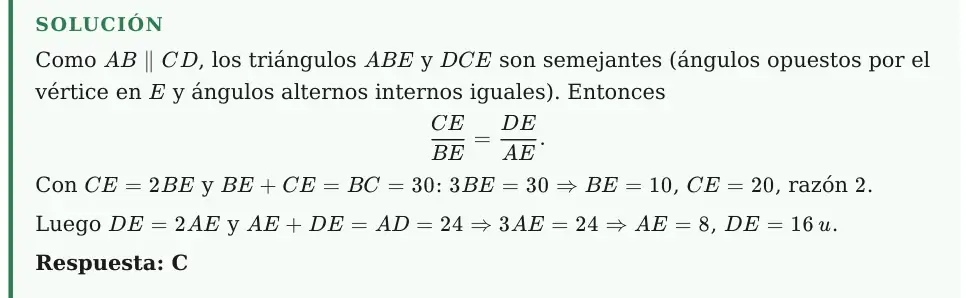 SOLUCIÓN
Como AB ∥ CD, los triángulos ABE y DCE son semejantes (ángulos opuestos por el
vértice en E y ángulos alternos internos iguales). Entonces
CE/BE = DE/AE.
Con CE = 2BE y BE + CE = BC = 30: 3BE = 30 ⇒ BE = 10, CE = 20, razón 2.
Luego DE = 2AE y AE + DE = AD = 24 ⇒ 3AE = 24 ⇒ AE = 8, DE = 16 u.
Respuesta: C